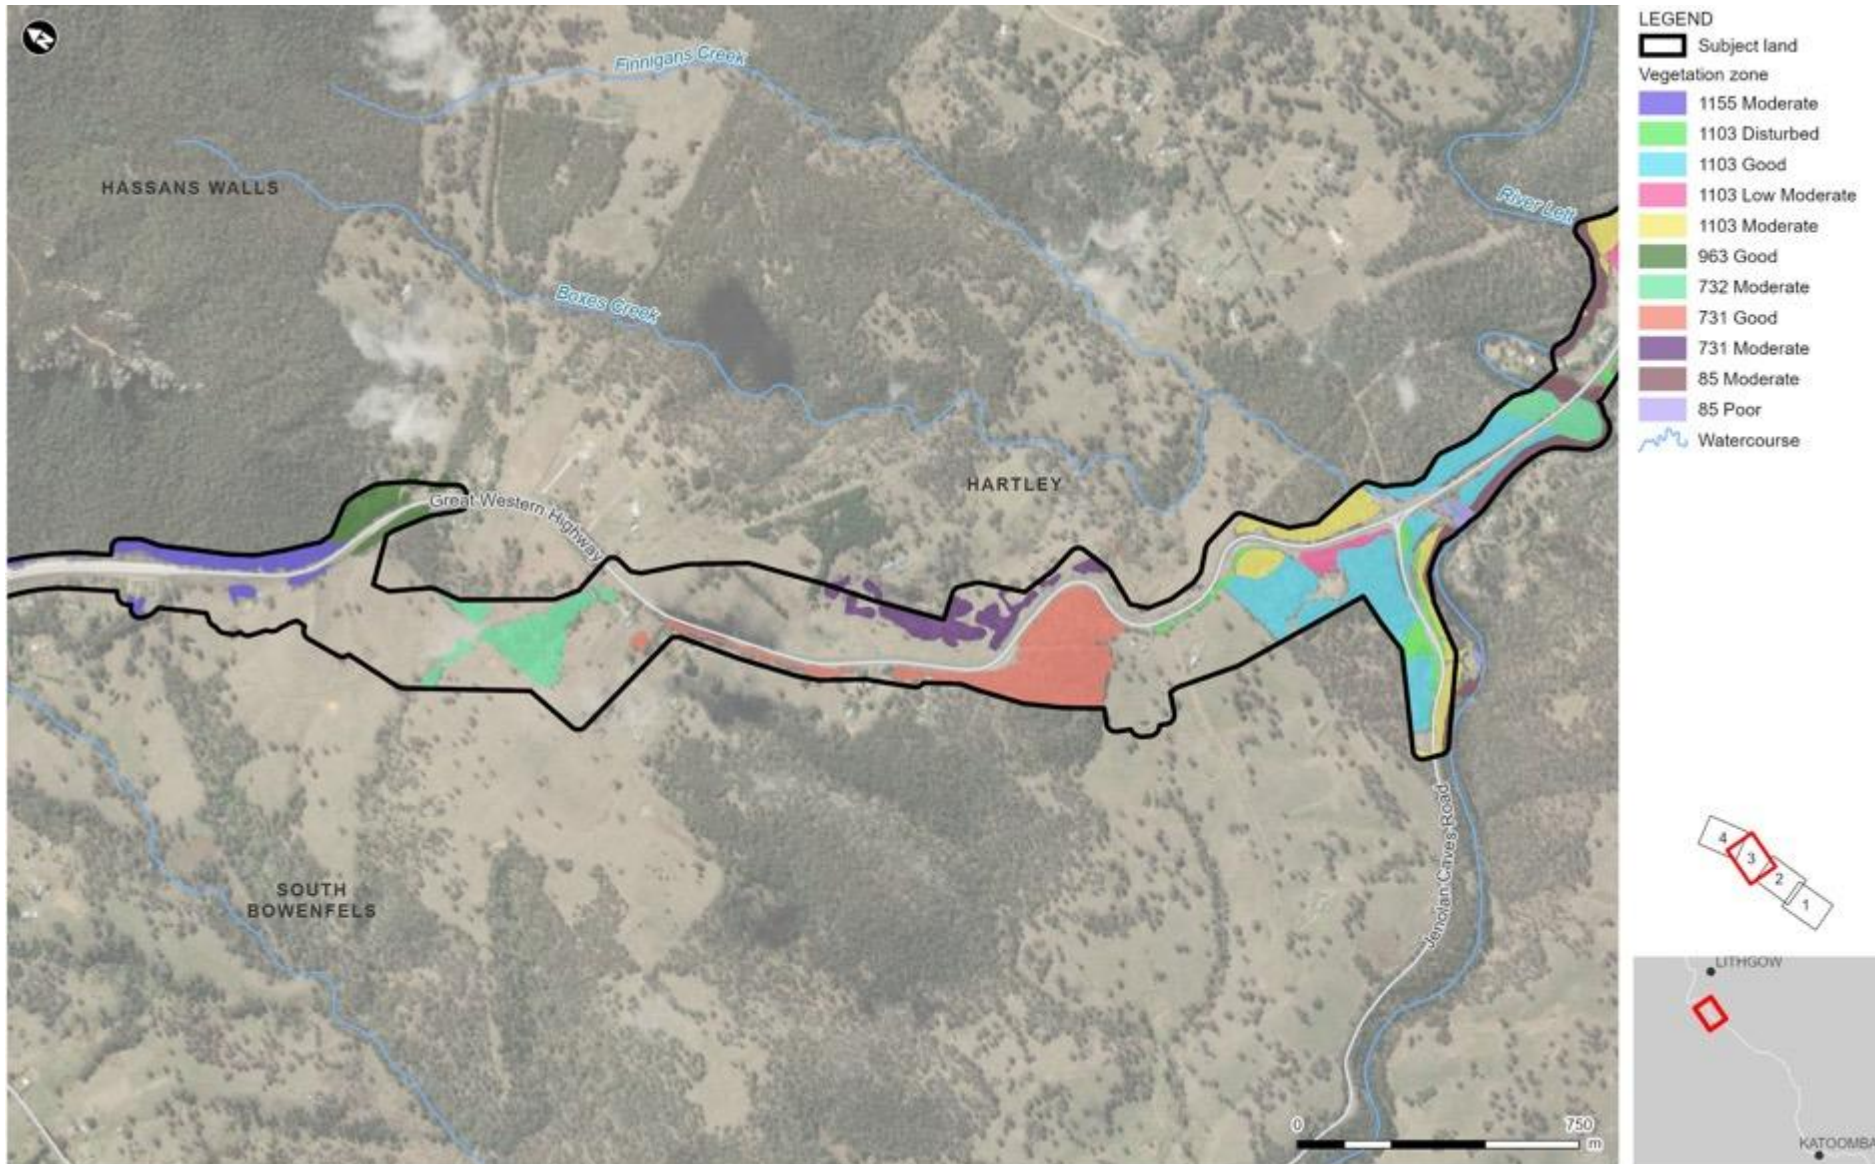 N
Finnigans Creek
HASSANS WALLS
River Lett
Boxes Creek
HARTLEY
Great Western Highway
SOUTH
BOWENFELS
Jenolan Caves Road
0
750
m
LEGEND
Subject land
Vegetation zone
1155 Moderate
1103 Disturbed
1103 Good
1103 Low Moderate
1103 Moderate
963 Good
732 Moderate
731 Good
731 Moderate
85 Moderate
85 Poor
Watercourse
4
3
2
1
LITHGOW
KATOOMBA